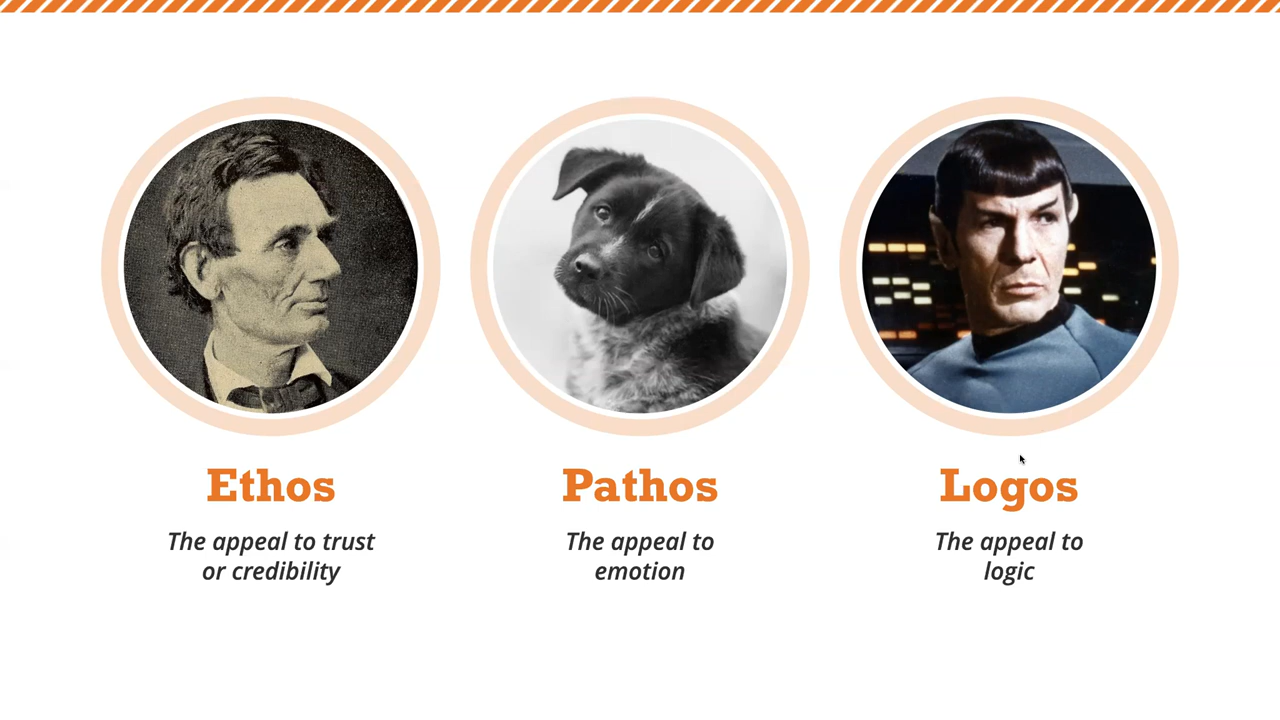 Ethos
The appeal to trust
or credibility
Pathos
The appeal to
emotion
Logos
The appeal to
logic